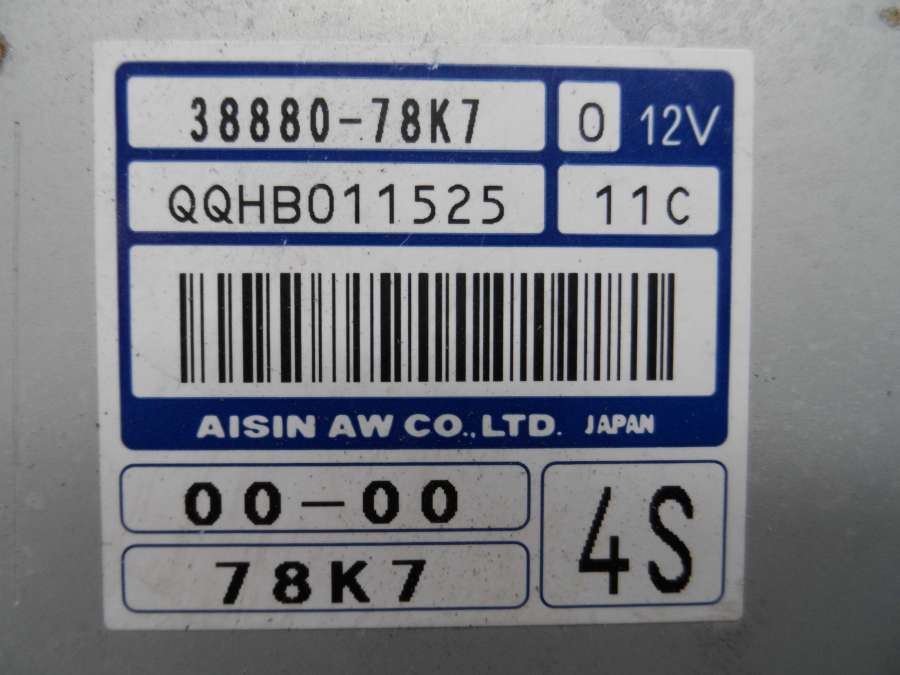 38880-78K7 0 12V
QQHB011525 11C
AISIN AW CO.,LTD. JAPAN
00-00
4S
78K7